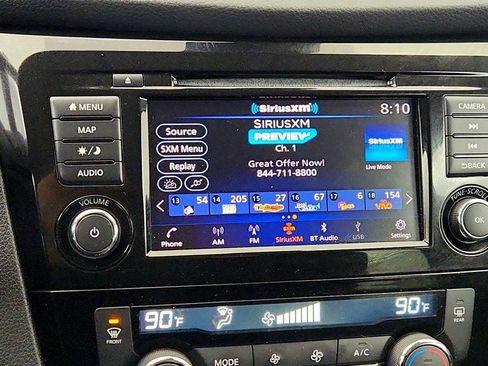 MENU
MAP
AUDIO
VOLUME
((SiriusXM))
8:10
Source
SXM Menu
Replay
SIRIUSXM
PREVIEW
Ch. 1
Great Offer Now!
844-711-8800
SiriusXM
Live Mode
13 54
14 205
15 27
16 67
17 6
18 154
Phone
AM
FM
SiriusXM
BT Audio
USB
Settings
CAMERA
BACK
TUNE·SCROLL
90°F
90°F
FRONT
MODE
A/C
REAR